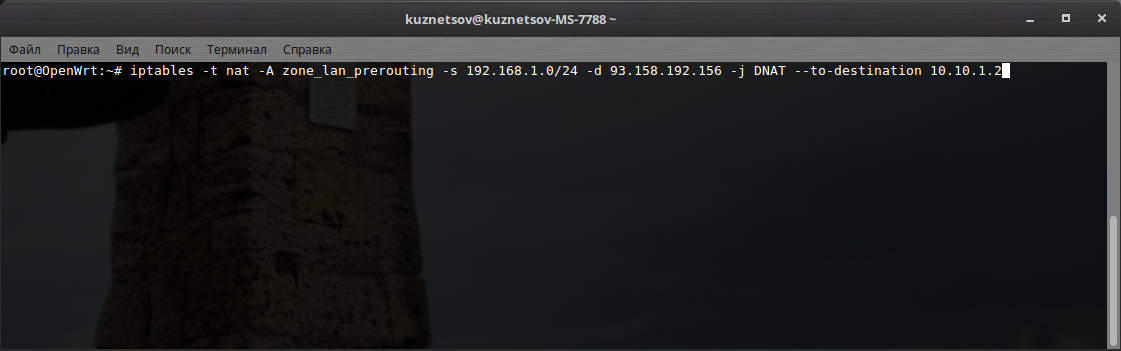 kuznetsov@kuznetsov-MS-7788 ~
Файл Правка Вид Поиск Терминал Справка
root@OpenWrt:~# iptables -t nat -A zone_lan_prerouting -s 192.168.1.0/24 -d 93.158.192.156 -j DNAT --to-destination 10.10.1.2